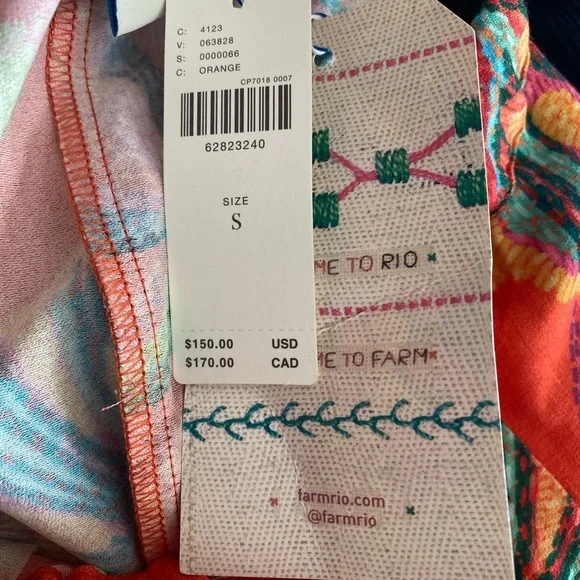 C: 4123
V: 063828
S: 0000066
C: ORANGE
CP7018 0007
62823240
SIZE
S
$150.00 USD
$170.00 CAD
ME TO RIO
ME TO FARM
farmrio.com
@farmrio